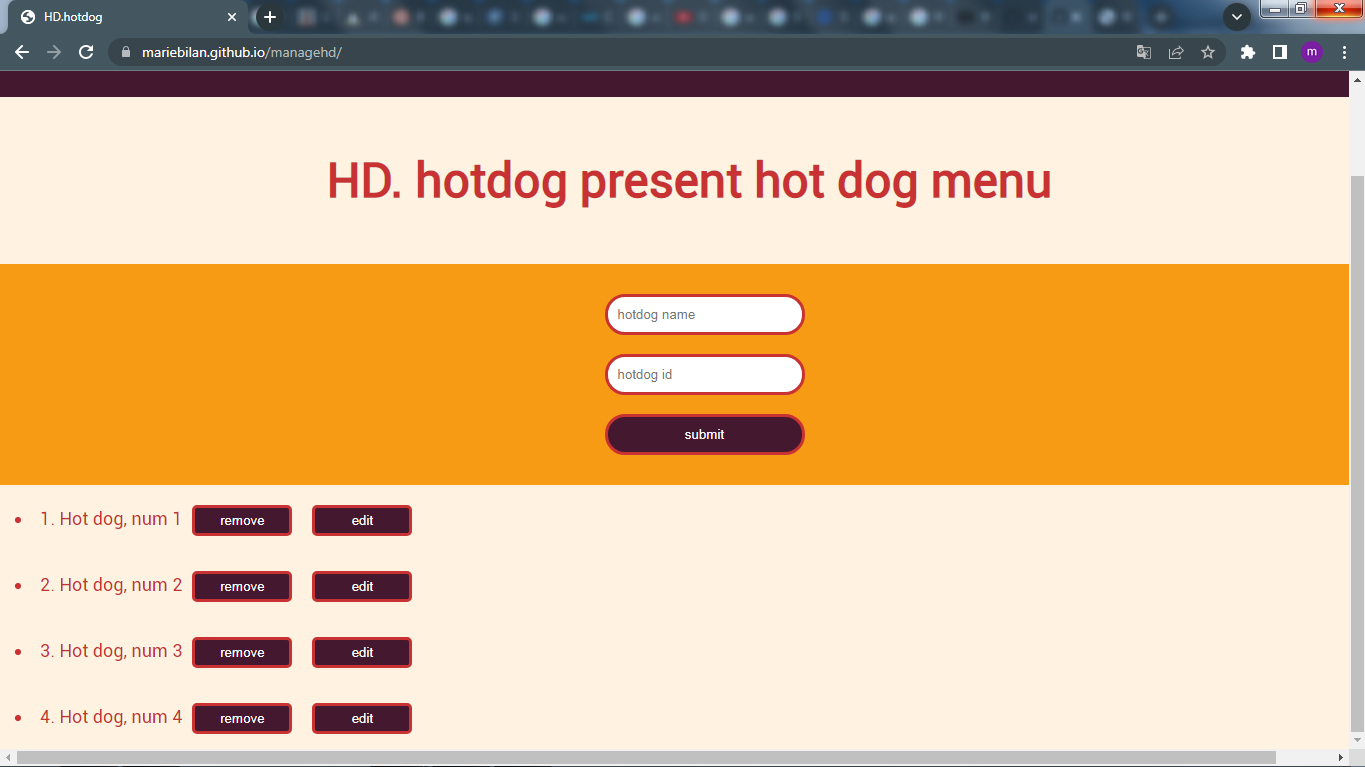 HD.hotdog
mariebilan.github.io/managehd/
m
HD. hotdog present hot dog menu
hotdog name
hotdog id
submit
1. Hot dog, num 1 remove edit
2. Hot dog, num 2 remove edit
3. Hot dog, num 3 remove edit
4. Hot dog, num 4 remove edit